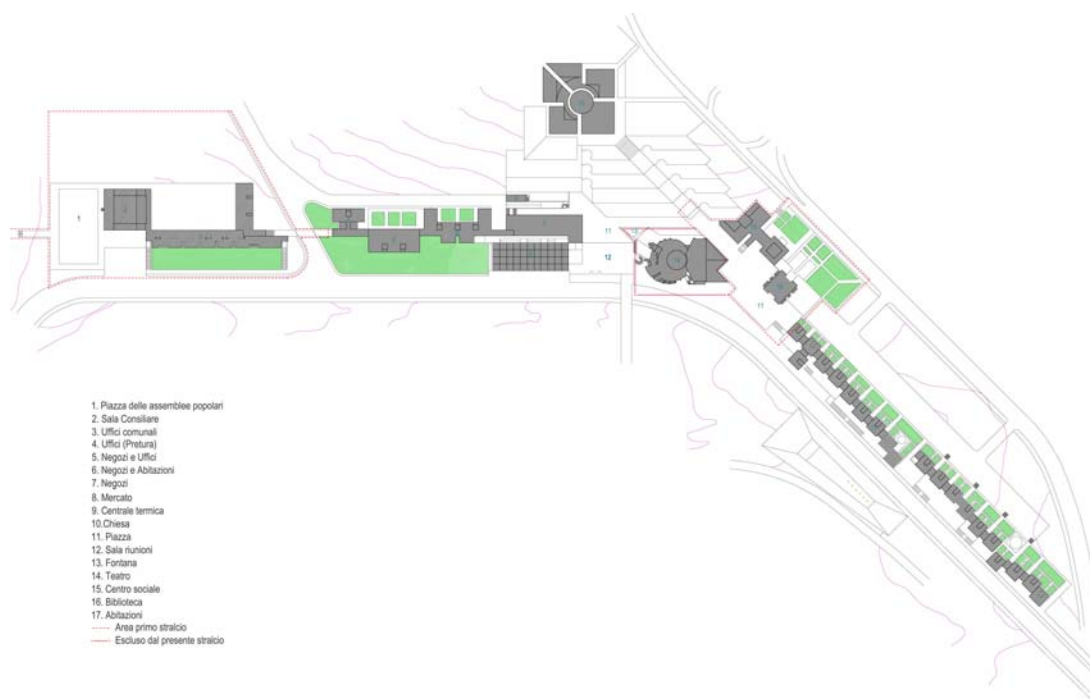 1
11
13
12
11
1. Piazza delle assemblee popolari
2. Sala Consiliare
3. Uffici comunali
4. Uffici (Pretura)
5. Negozi e Uffici
6. Negozi e Abitazioni
7. Negozi
8. Mercato
9. Centrale termica
10.Chiesa
11. Piazza
12. Sala riunioni
13. Fontana
14. Teatro
15. Centro sociale
16. Biblioteca
17. Abitazioni
Area primo stralcio
Escluso dal presente stralcio